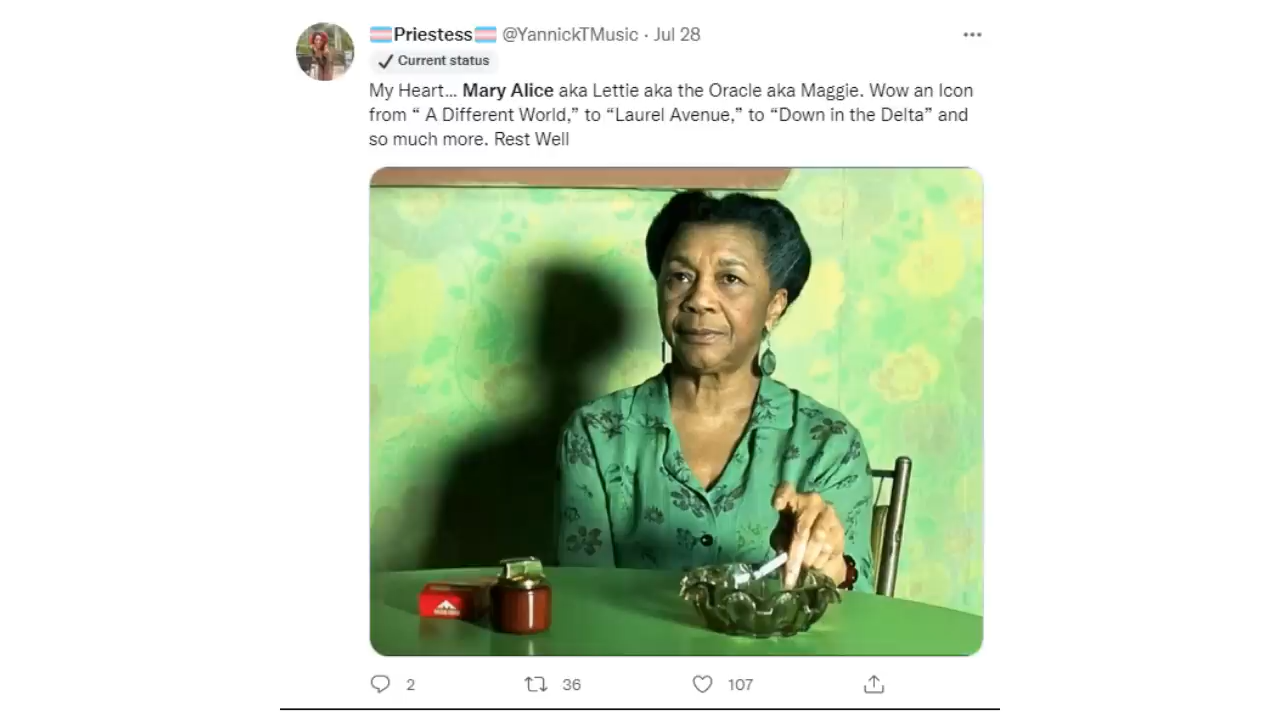 Priestess @YannickTMusic · Jul 28
Current status
My Heart... Mary Alice aka Lettie aka the Oracle aka Maggie. Wow an Icon
from “ A Different World,” to “Laurel Avenue,” to “Down in the Delta” and
so much more. Rest Well
2 36 107